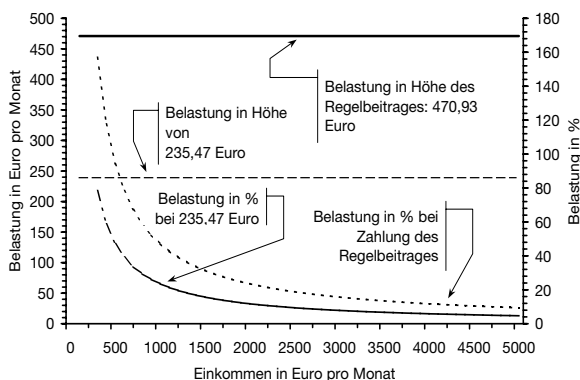 500
450
400
350
300
250
200
150
100
50
0
Belastung in Euro pro Monat
180
160
140
120
100
80
60
40
20
0
Belastung in %
Belastung in Höhe des
Regelbeitrages: 470,93
Euro
Belastung in Höhe
von
235,47 Euro
Belastung in %
bei 235,47 Euro
Belastung in % bei
Zahlung des
Regelbeitrages
0 500 1000 1500 2000 2500 3000 3500 4000 4500 5000
Einkommen in Euro pro Monat